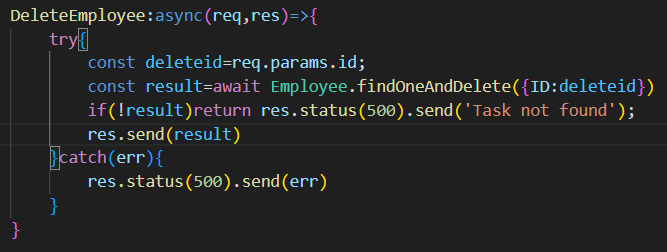 DeleteEmployee:async(req,res)=>{
    try{
        const deleteid=req.params.id;
        const result=await Employee.findOneAndDelete({ID:deleteid})
        if(!result)return res.status(500).send('Task not found');
        res.send(result)
    }catch(err){
        res.status(500).send(err)
    }
}